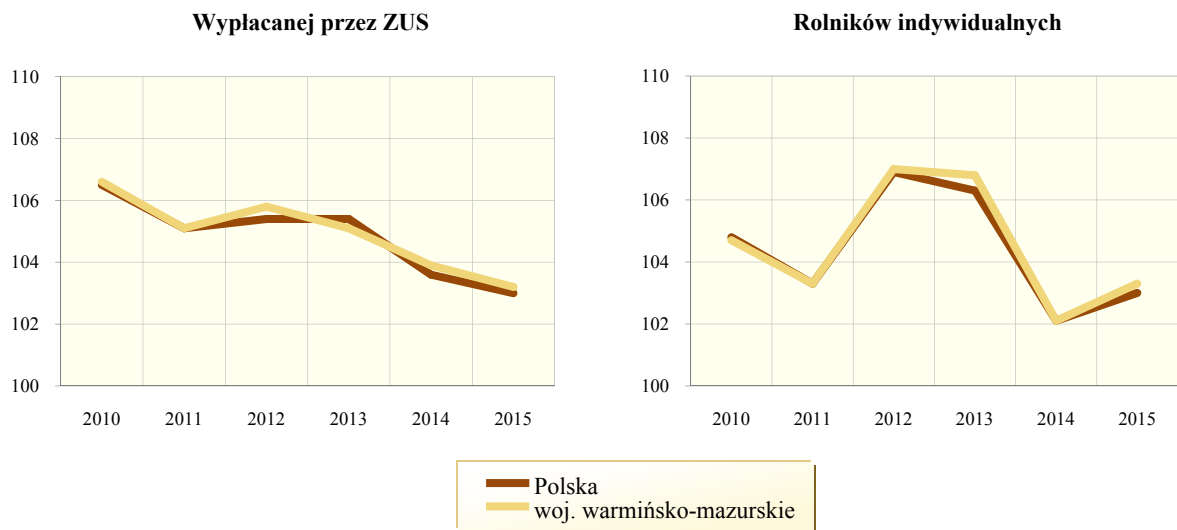 Wypłacanej przez ZUS
110
108
106
104
102
100
2010 2011 2012 2013 2014 2015
Rolników indywidualnych
110
108
106
104
102
100
2010 2011 2012 2013 2014 2015
Polska
woj. warmińsko-mazurskie